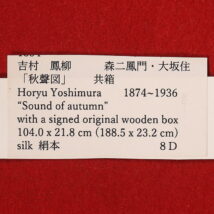 吉村　鳳柳　　森二鳳門・大坂住
「秋聲図」　共箱
Horyu Yoshimura　1874~1936
"Sound of autumn"
with a signed original wooden box
104.0 x 21.8 cm (188.5 x 23.2 cm)
silk 絹本　8 D